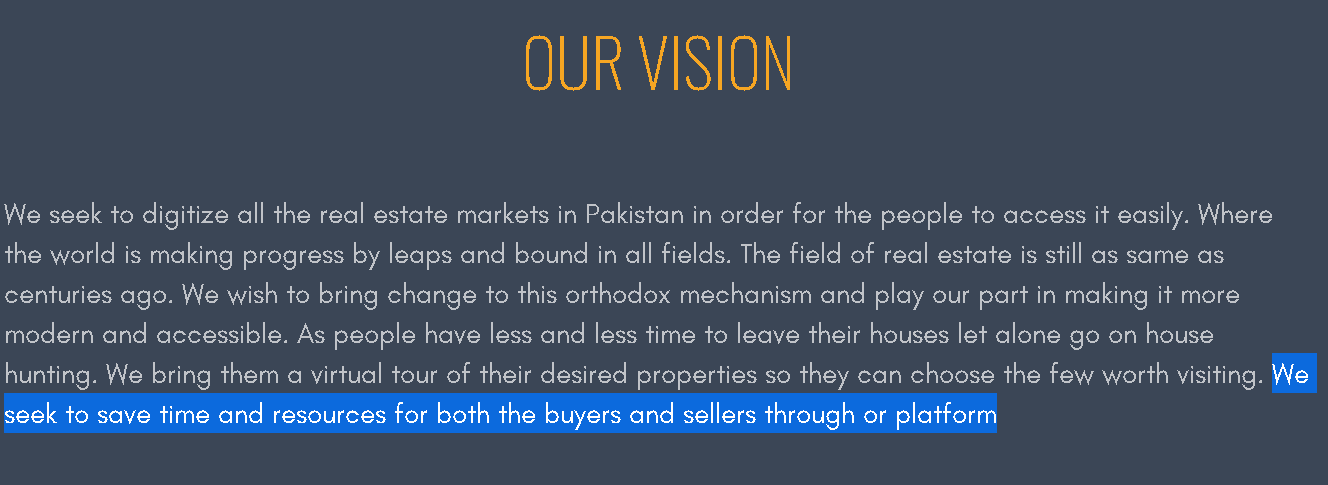 OUR VISION
We seek to digitize all the real estate markets in Pakistan in order for the people to access it easily. Where
the world is making progress by leaps and bound in all fields. The field of real estate is still as same as
centuries ago. We wish to bring change to this orthodox mechanism and play our part in making it more
modern and accessible. As people have less and less time to leave their houses let alone go on house
hunting. We bring them a virtual tour of their desired properties so they can choose the few worth visiting. We
seek to save time and resources for both the buyers and sellers through or platform